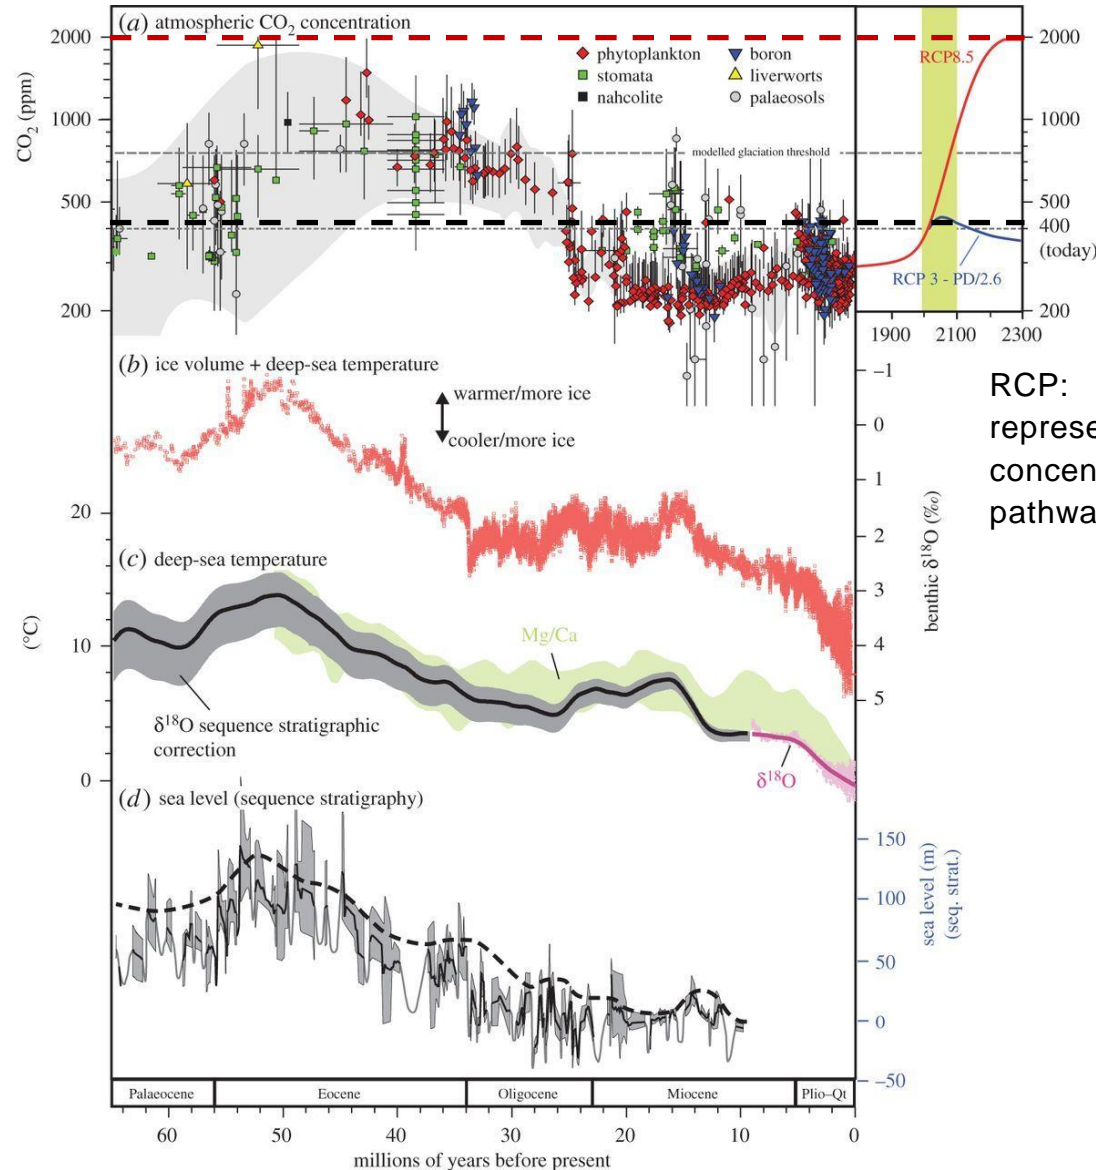 (a) atmospheric CO₂ concentration
2000
1000
500
200
CO₂ (ppm)
phytoplankton
stomata
nahcolite
boron
liverworts
palaeosols
modelled glaciation threshold
RCP8.5
RCP 3 - PD/2.6
2000
1000
500
400
(today)
200
1900 2100 2300
RCP:
represe
concen
pathwa
(b) ice volume + deep-sea temperature
warmer/more ice
cooler/more ice
–1
0
1
2
3
4
5
benthic δ¹⁸O (‰)
(c) deep-sea temperature
20
10
0
(°C)
Mg/Ca
δ¹⁸O sequence stratigraphic
correction
δ¹⁸O
(d) sea level (sequence stratigraphy)
150
100
50
0
–50
sea level (m)
(seq. strat.)
Palaeocene Eocene Oligocene Miocene Plio–Qt
60 50 40 30 20 10 0
millions of years before present